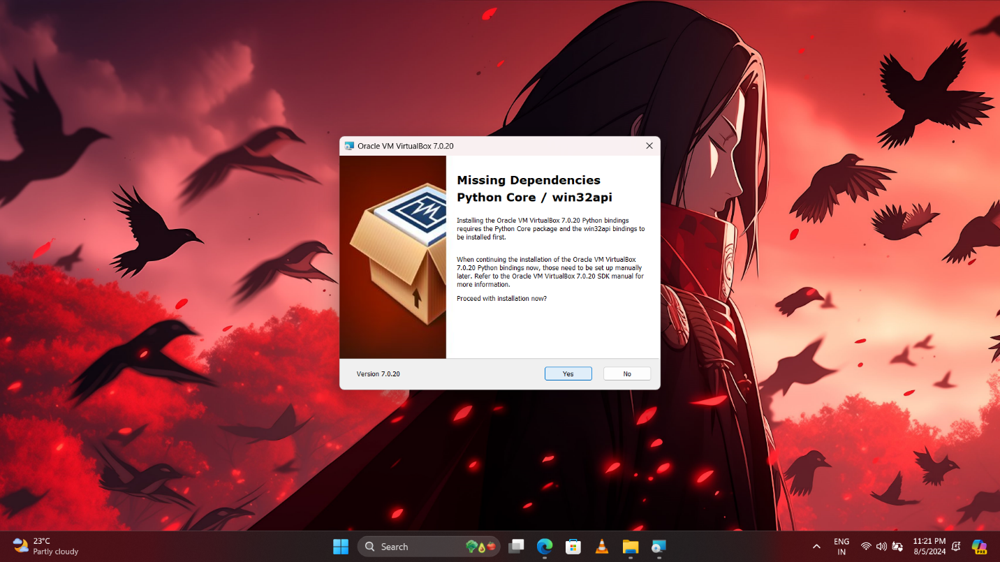 Oracle VM VirtualBox 7.0.20
Missing Dependencies
Python Core / win32api
Installing the Oracle VM VirtualBox 7.0.20 Python bindings
requires the Python Core package and the win32api bindings to
be installed first.
When continuing the installation of the Oracle VM VirtualBox
7.0.20 Python bindings now, those need to be set up manually
later. Refer to the Oracle VM VirtualBox 7.0.20 SDK manual for
more information.
Proceed with installation now?
Version 7.0.20
Yes
No
23°C
Partly cloudy
Search
ENG
IN
11:21 PM
8/5/2024
PRE